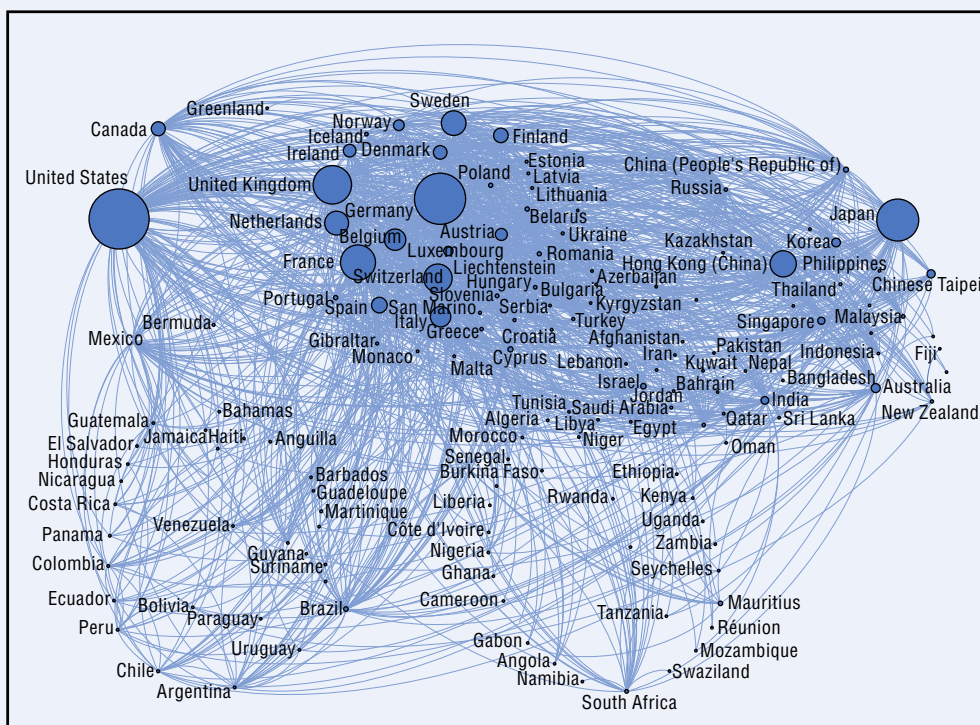 Sweden
Greenland
Norway
Canada
Iceland
Finland
Ireland
Denmark
Estonia
China (People's Republic of)
Poland
Latvia
United States
United Kingdom
Lithuania
Russia
Germany
Belarus
Japan
Netherlands
Austria
Ukraine
Belgium
Luxembourg
Kazakhstan
Korea
Romania
France
Liechtenstein
Hong Kong (China)
Philippines
Switzerland
Azerbaijan
Hungary
Bulgaria
Thailand
Chinese Taipei
Slovenia
Portugal
Spain
San Marino
Serbia
Kyrgyzstan
Malaysia
Bermuda
Italy
Turkey
Singapore
Mexico
Greece
Gibraltar
Croatia
Afghanistan
Pakistan
Monaco
Cyprus
Iran
Indonesia
Fiji
Malta
Lebanon
Kuwait
Nepal
Israel
Bahrain
Bangladesh
Australia
Jordan
Tunisia
Saudi Arabia
India
New Zealand
Bahamas
Guatemala
Algeria
Libya
Egypt
Qatar
Sri Lanka
El Salvador
Jamaica
Haiti
Anguilla
Morocco
Niger
Oman
Honduras
Senegal
Nicaragua
Barbados
Burkina Faso
Ethiopia
Guadeloupe
Costa Rica
Liberia
Rwanda
Kenya
Martinique
Venezuela
Uganda
Panama
Côte d'Ivoire
Zambia
Guyana
Nigeria
Colombia
Suriname
Seychelles
Ghana
Ecuador
Bolivia
Brazil
Cameroon
Mauritius
Paraguay
Tanzania
Peru
Réunion
Uruguay
Gabon
Mozambique
Chile
Angola
Swaziland
Namibia
Argentina
South Africa